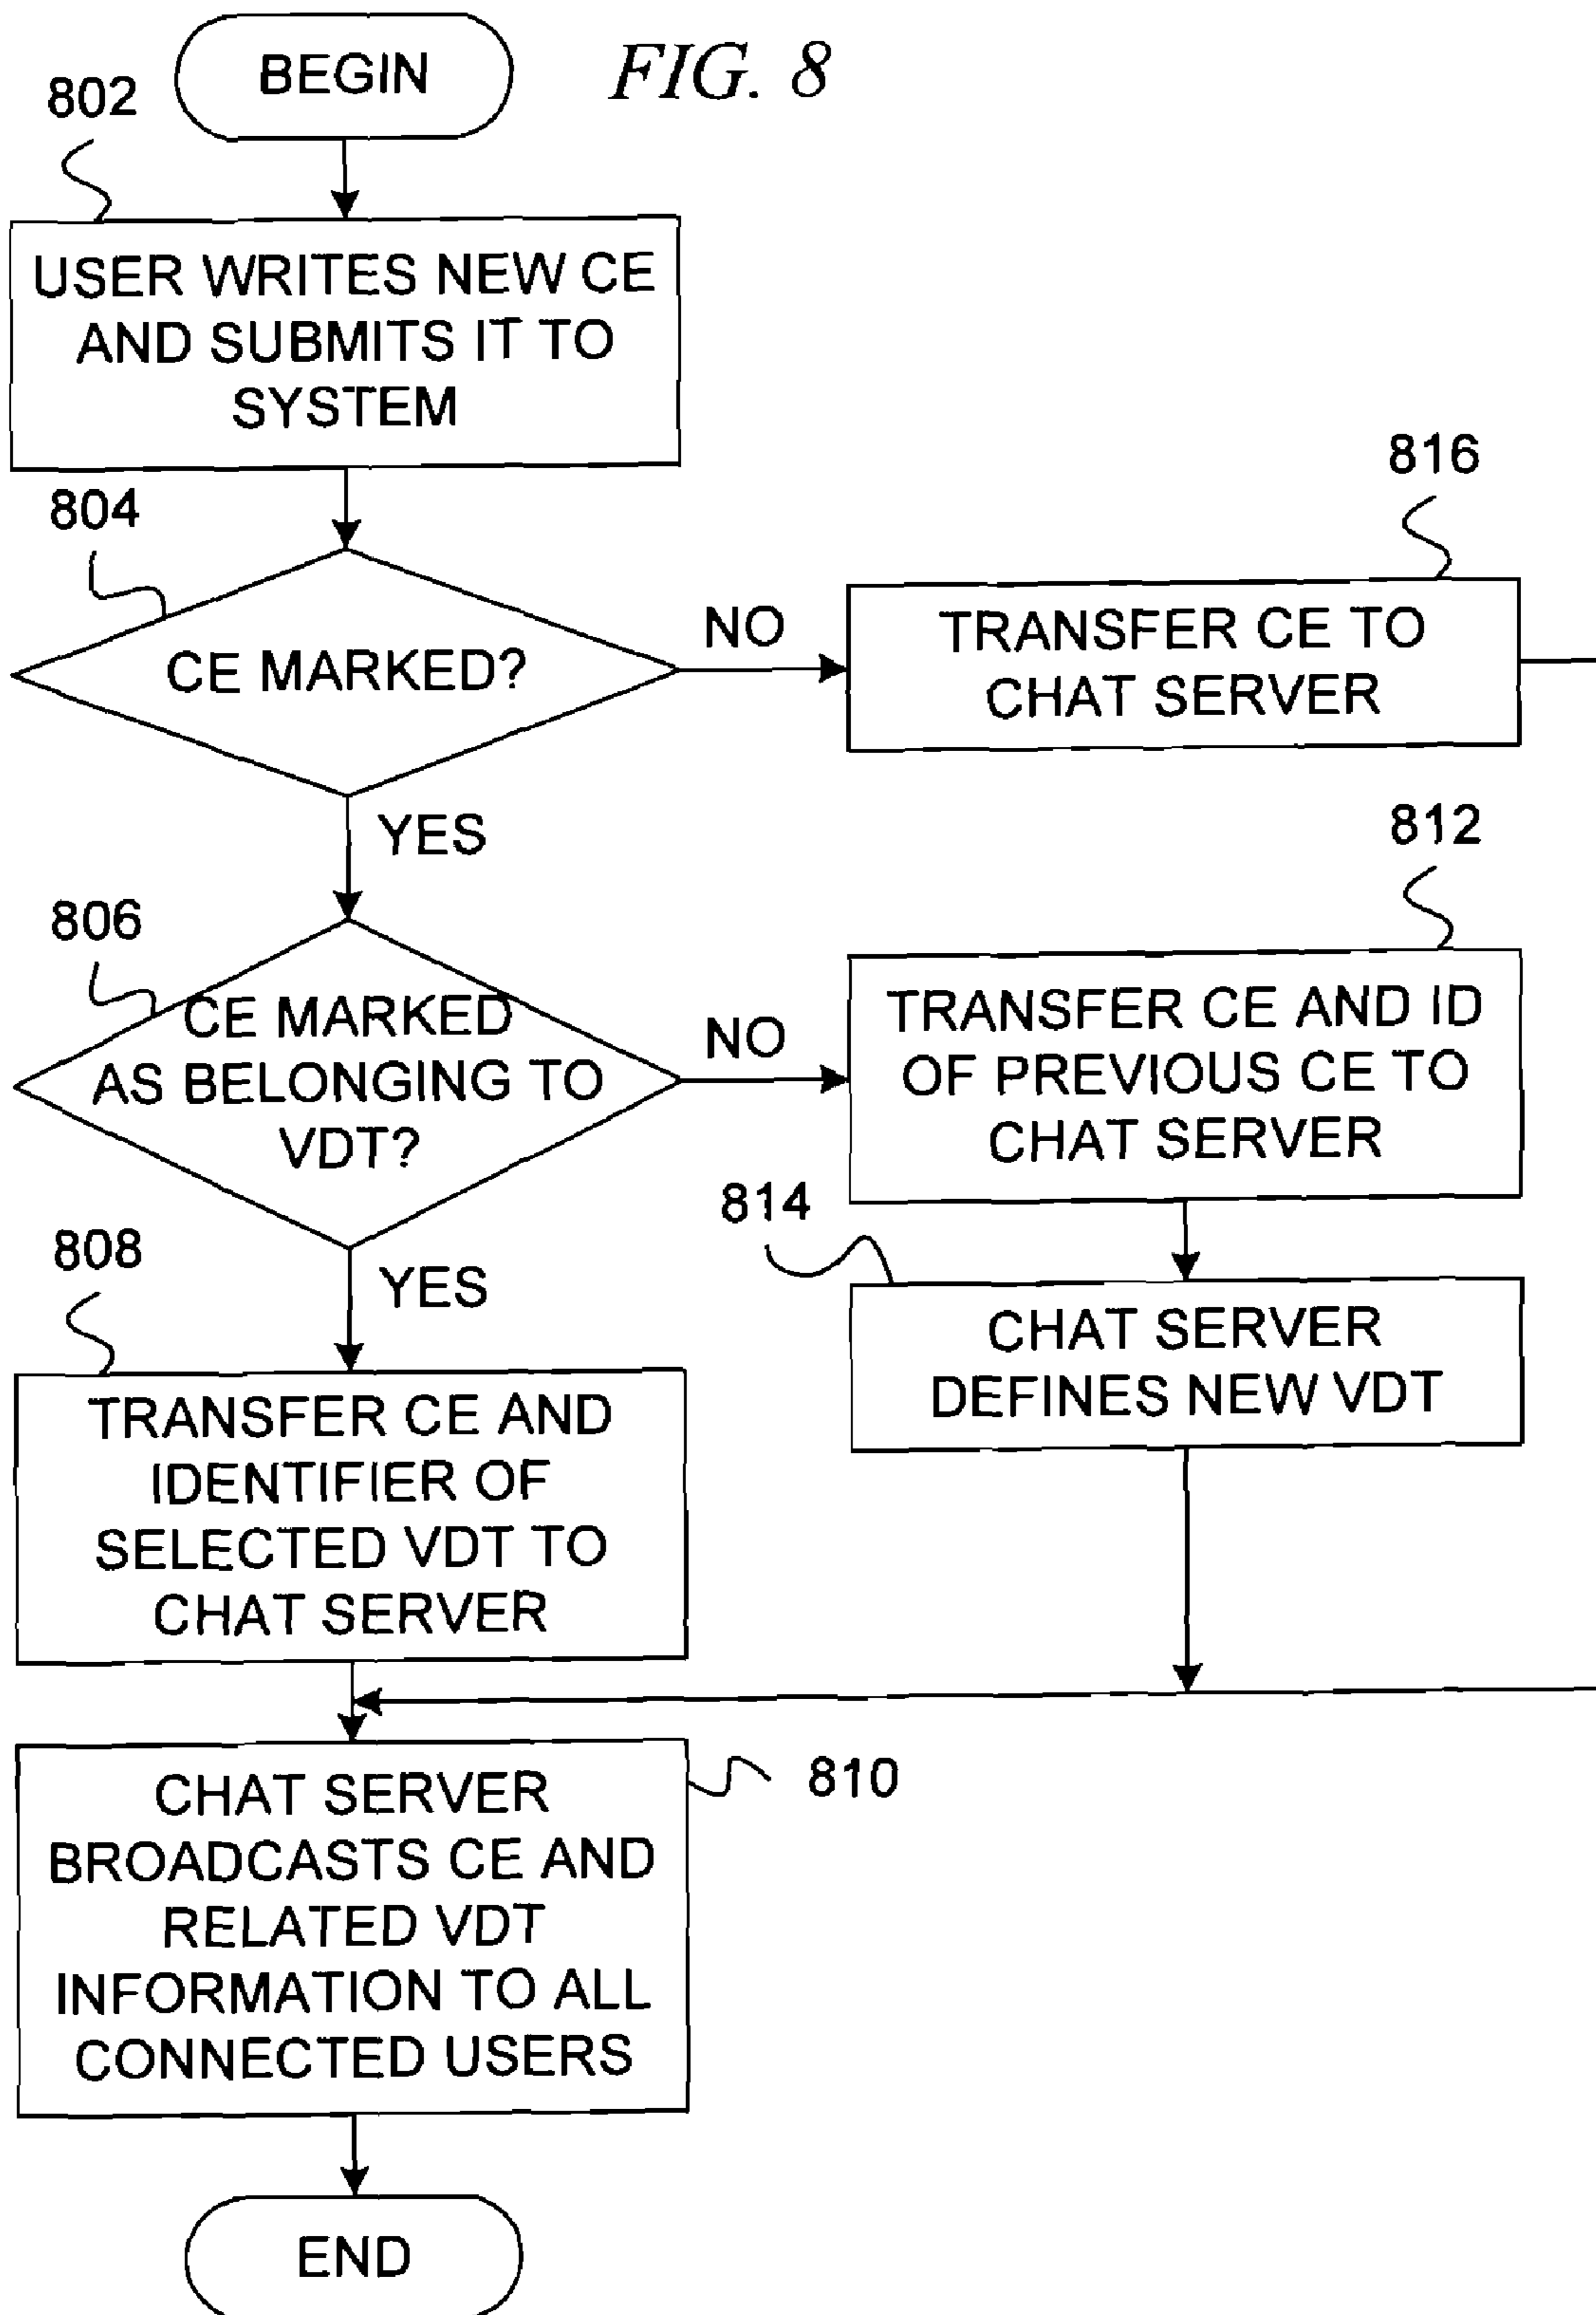 BEGIN
FIG. 8
802
USER WRITES NEW CE
AND SUBMITS IT TO
SYSTEM
804
CE MARKED?
NO
816
TRANSFER CE TO
CHAT SERVER
YES
806
CE MARKED
AS BELONGING TO
VDT?
NO
812
TRANSFER CE AND ID
OF PREVIOUS CE TO
CHAT SERVER
814
CHAT SERVER
DEFINES NEW VDT
YES
808
TRANSFER CE AND
IDENTIFIER OF
SELECTED VDT TO
CHAT SERVER
810
CHAT SERVER
BROADCASTS CE AND
RELATED VDT
INFORMATION TO ALL
CONNECTED USERS
END